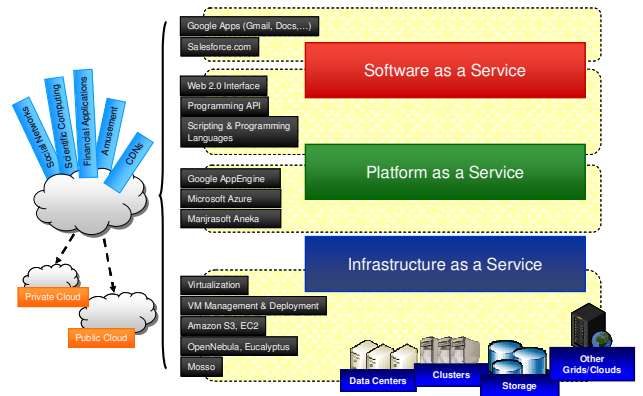 Google Apps (Gmail, Docs,…)
Salesforce.com
Software as a Service
Web 2.0 Interface
Programming API
Scripting & Programming
Languages
Social Networks
Scientific Computing
Financial Applications
Amusement
CDNs
Platform as a Service
Google AppEngine
Microsoft Azure
Manjrasoft Aneka
Infrastructure as a Service
Private Cloud
Public Cloud
Virtualization
VM Management & Deployment
Amazon S3, EC2
OpenNebula, Eucalyptus
Mosso
Data Centers
Clusters
Storage
Other
Grids/Clouds